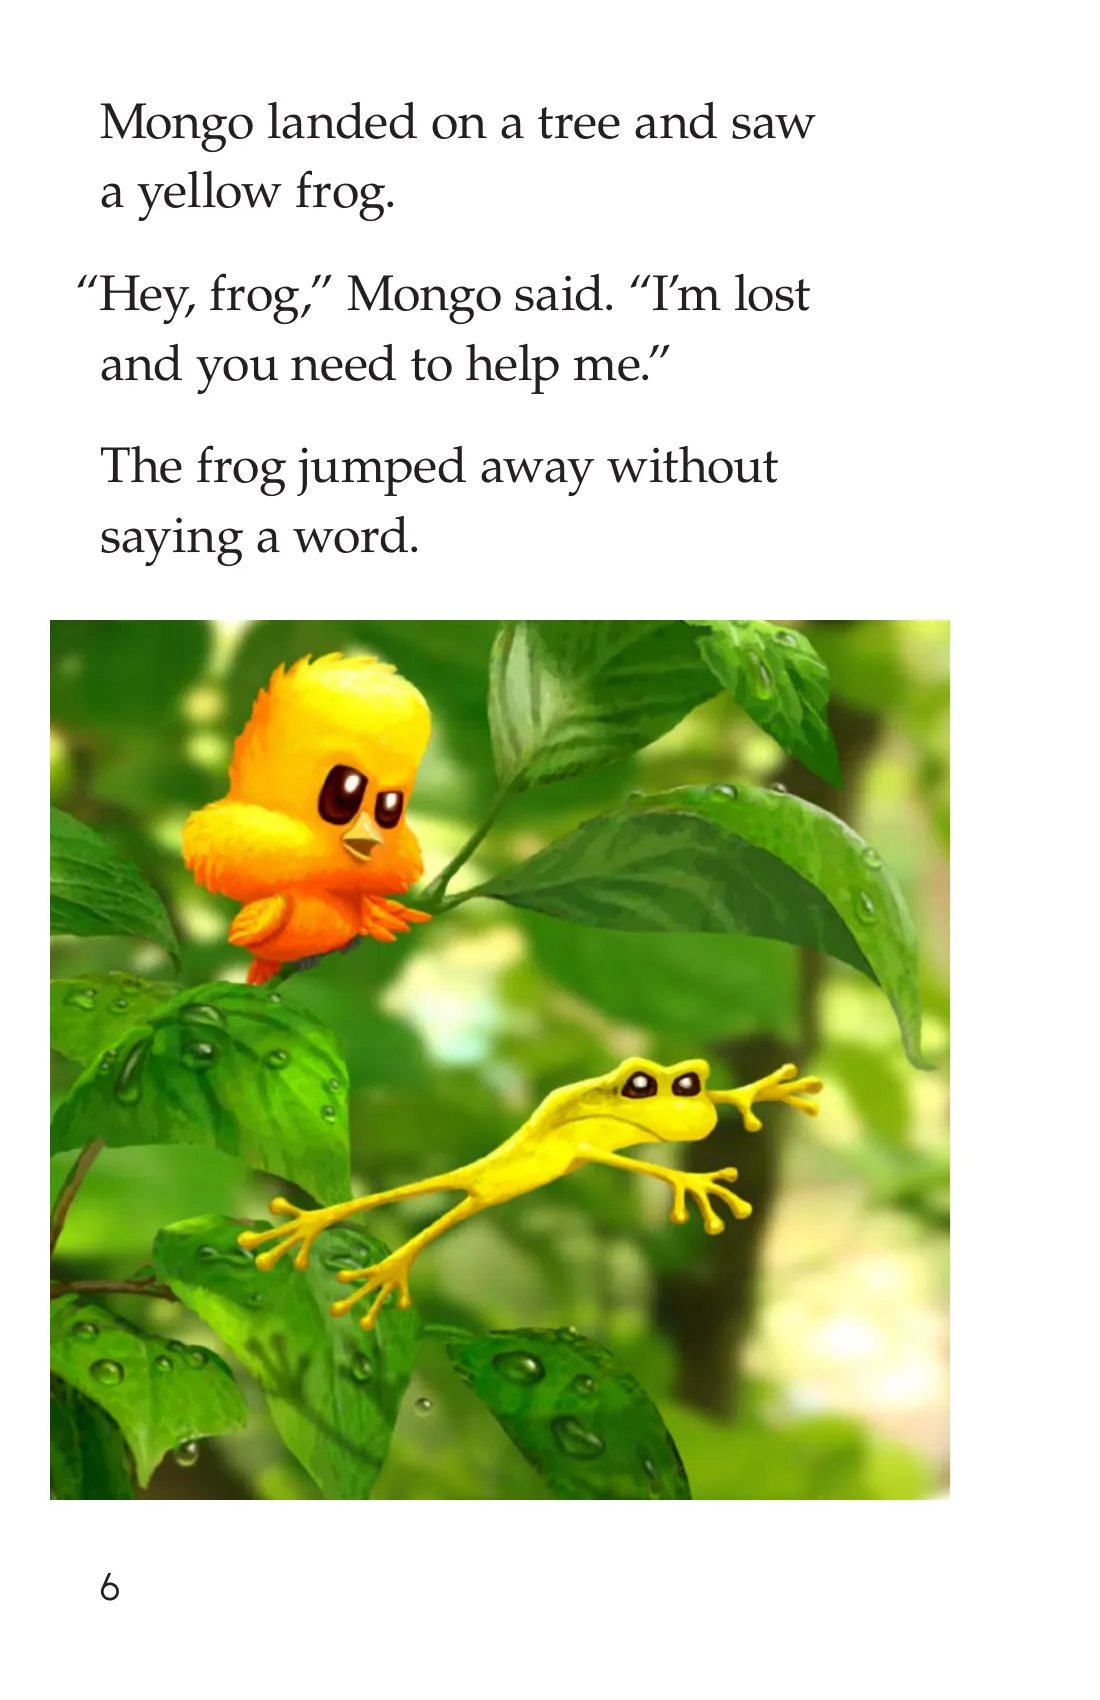 Mongo landed on a tree and saw
a yellow frog.
“Hey, frog,” Mongo said. “I’m lost
and you need to help me.”
The frog jumped away without
saying a word.
6